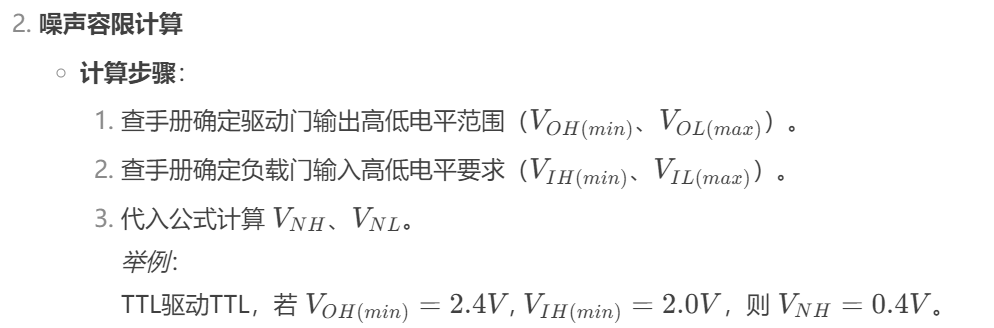 2. 噪声容限计算
○ 计算步骤：
1. 查手册确定驱动门输出高低电平范围（V_{OH(min)}、V_{OL(max)}）。
2. 查手册确定负载门输入高低电平要求（V_{IH(min)}、V_{IL(max)}）。
3. 代入公式计算 V_{NH}、V_{NL}。
举例：
TTL驱动TTL，若 V_{OH(min)} = 2.4V, V_{IH(min)} = 2.0V，则 V_{NH} = 0.4V。